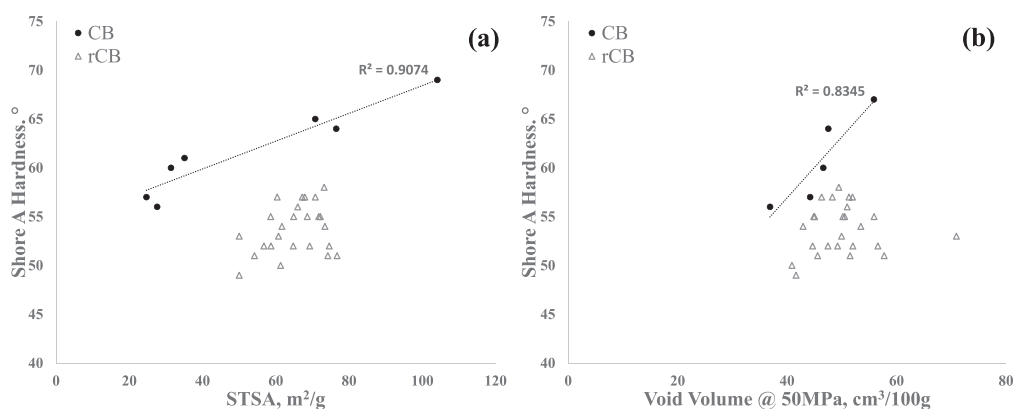 75
70
65
60
55
50
45
40
Shore A Hardness. °
CB
rCB
(a)
R² = 0.9074
0 20 40 60 80 100 120
STSA, m²/g
75
70
65
60
55
50
45
40
Shore A Hardness. °
CB
rCB
(b)
R² = 0.8345
0 20 40 60 80
Void Volume @ 50MPa, cm³/100g